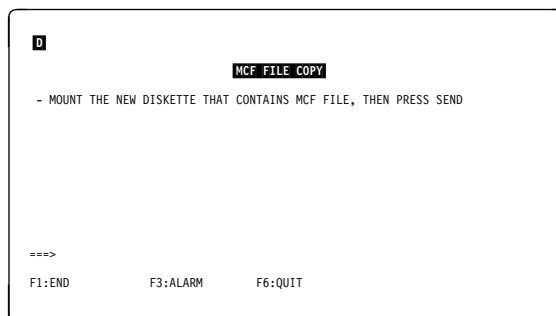 D
MCF FILE COPY
- MOUNT THE NEW DISKETTE THAT CONTAINS MCF FILE, THEN PRESS SEND
===>
F1:END F3:ALARM F6:QUIT